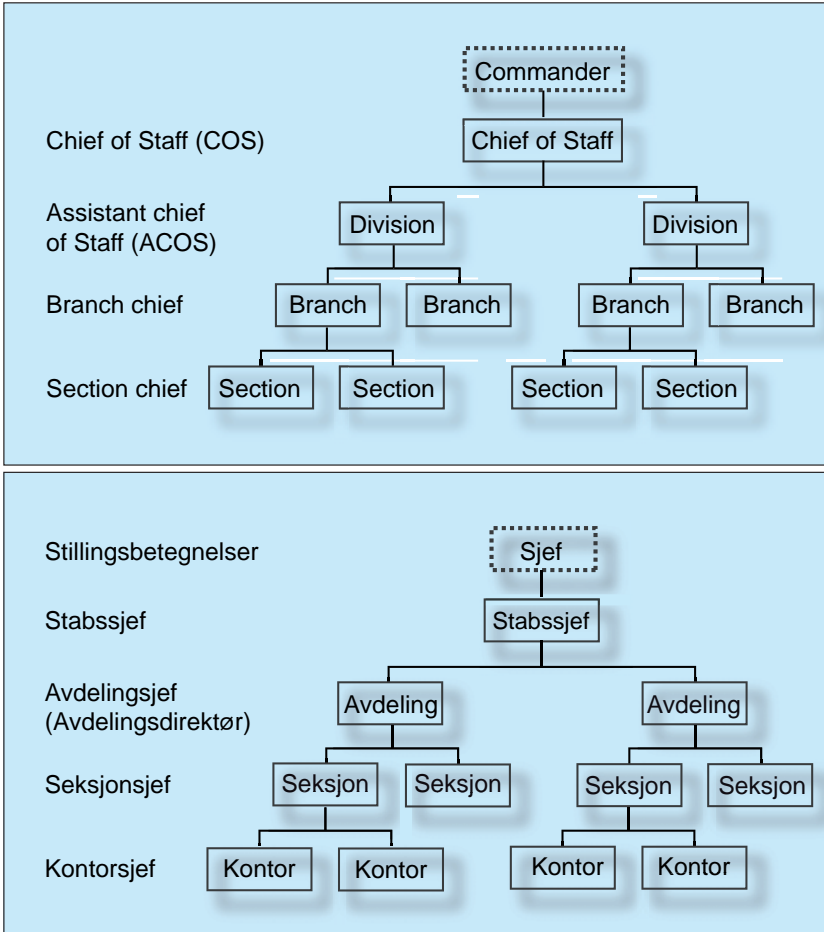 Commander
Chief of Staff (COS) Chief of Staff
Assistant chief
of Staff (ACOS) Division Division
Branch chief Branch Branch Branch Branch
Section chief Section Section Section Section
Stillingsbetegnelser Sjef
Stabssjef Stabssjef
Avdelingsjef
(Avdelingsdirektør) Avdeling Avdeling
Seksjonsjef Seksjon Seksjon Seksjon Seksjon
Kontorsjef Kontor Kontor Kontor Kontor